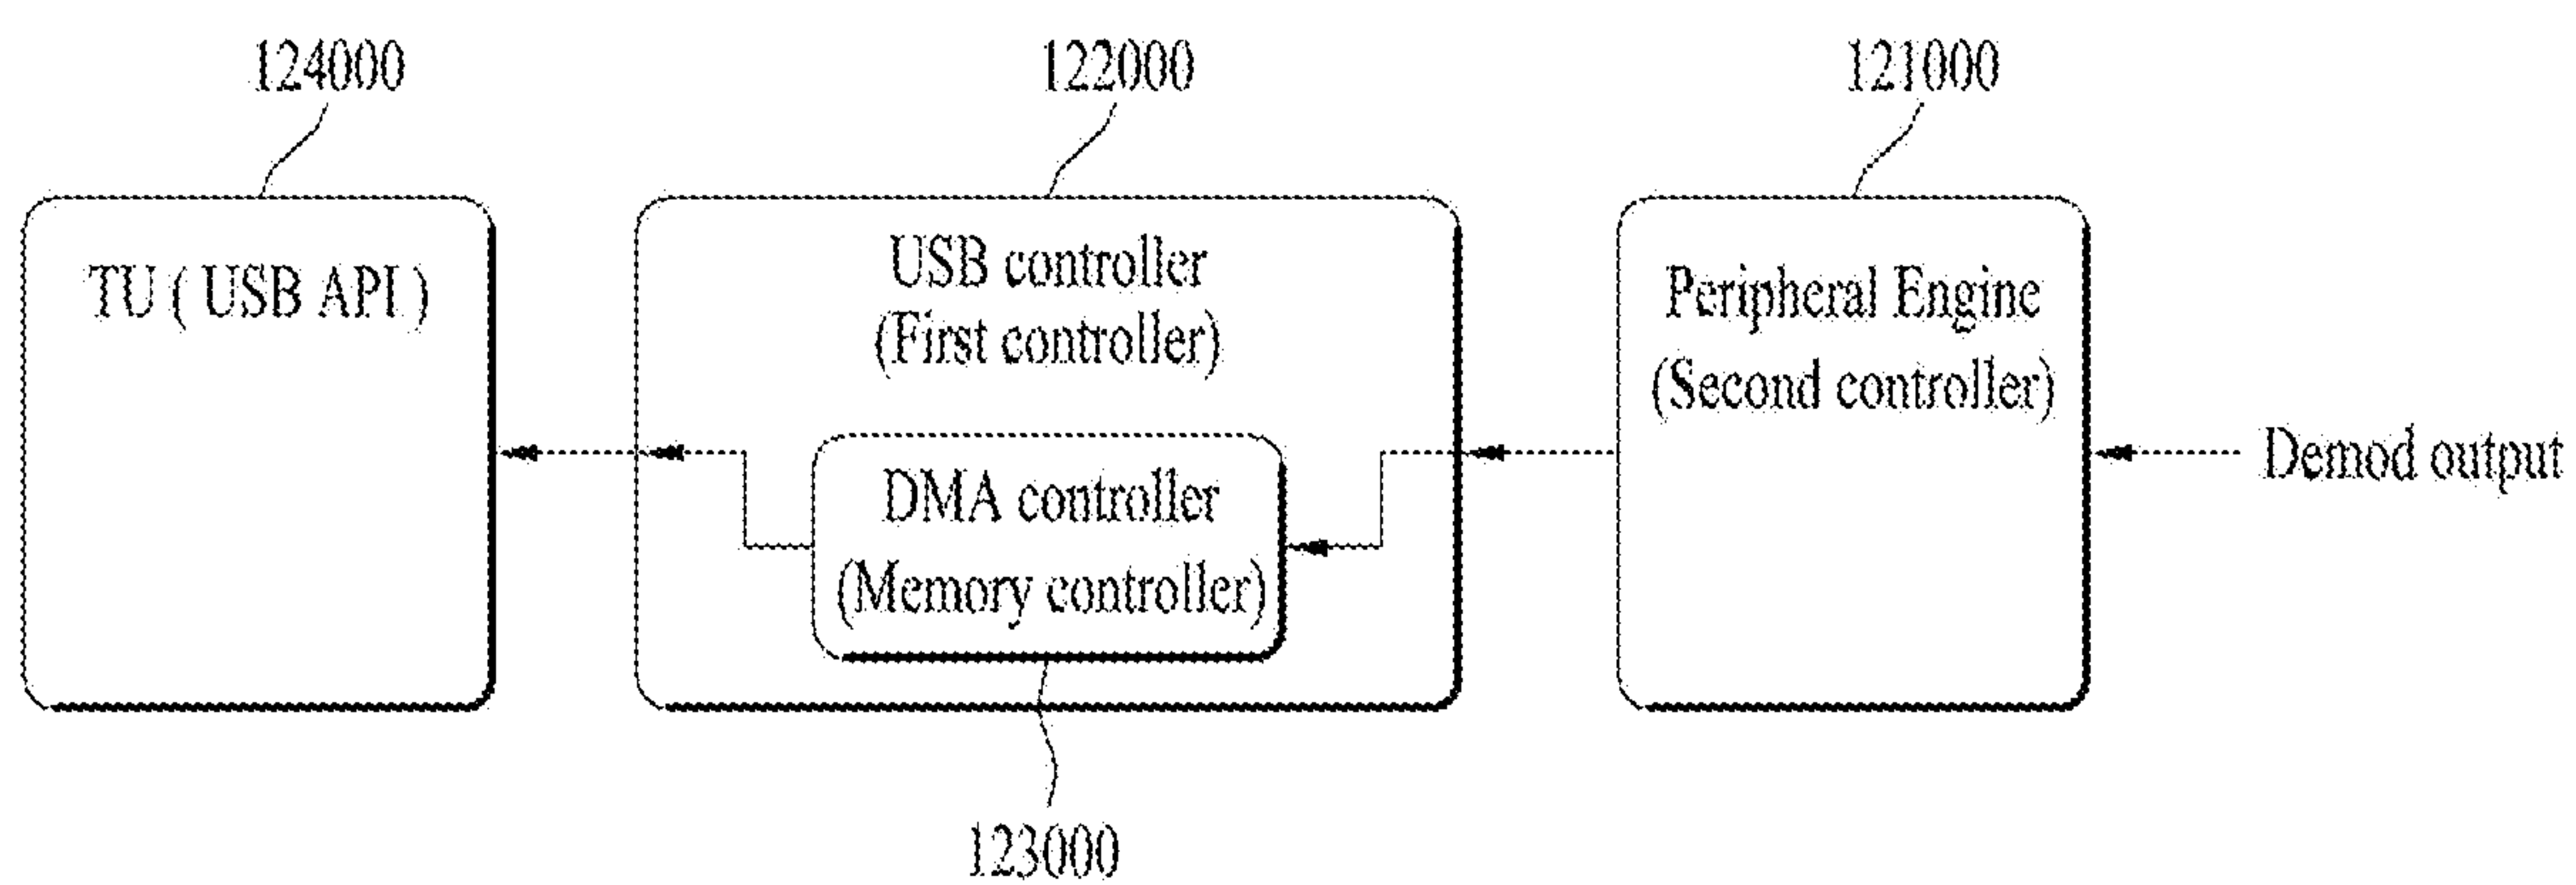 124000
122000
121000
TU ( USB API )
USB controller
(First controller)
Peripheral Engine
(Second controller)
DMA controller
(Memory controller)
Demod output
123000